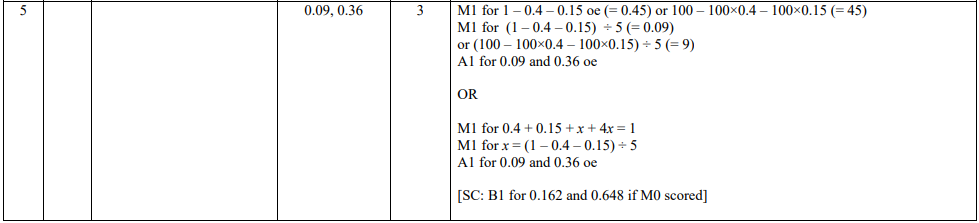 5 0.09, 0.36 3 M1 for 1 – 0.4 – 0.15 oe (= 0.45) or 100 – 100×0.4 – 100×0.15 (= 45)
M1 for (1 – 0.4 – 0.15) ÷ 5 (= 0.09)
or (100 – 100×0.4 – 100×0.15) ÷ 5 (= 9)
A1 for 0.09 and 0.36 oe
OR
M1 for 0.4 + 0.15 + x + 4x = 1
M1 for x = (1 – 0.4 – 0.15) ÷ 5
A1 for 0.09 and 0.36 oe
[SC: B1 for 0.162 and 0.648 if M0 scored]